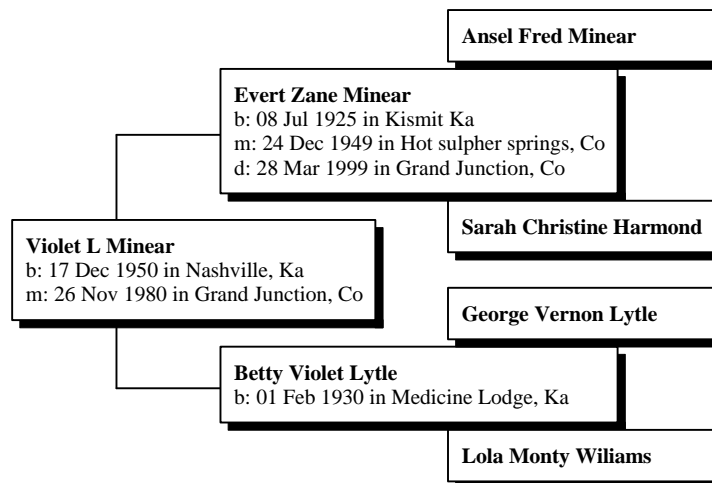 Ansel Fred Minear
Evert Zane Minear
b: 08 Jul 1925 in Kismit Ka
m: 24 Dec 1949 in Hot sulpher springs, Co
d: 28 Mar 1999 in Grand Junction, Co
Sarah Christine Harmond
Violet L Minear
b: 17 Dec 1950 in Nashville, Ka
m: 26 Nov 1980 in Grand Junction, Co
George Vernon Lytle
Betty Violet Lytle
b: 01 Feb 1930 in Medicine Lodge, Ka
Lola Monty Wiliams